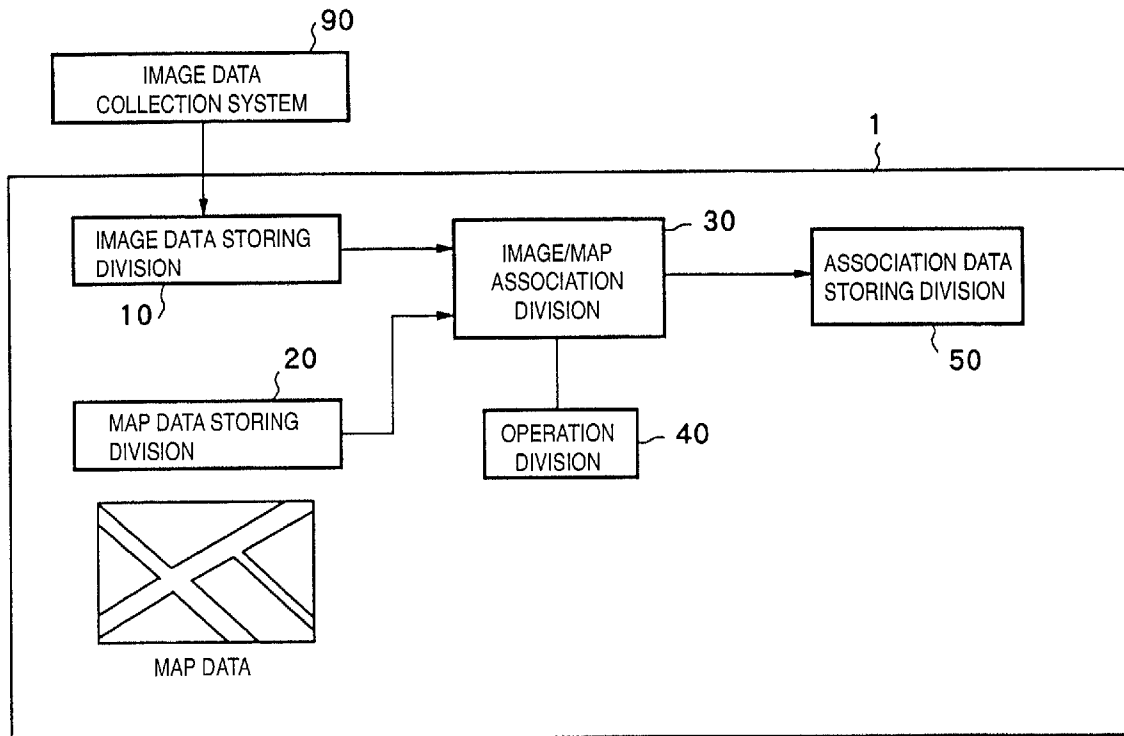 90
IMAGE DATA
COLLECTION SYSTEM
1
IMAGE DATA STORING
DIVISION
10
30
IMAGE/MAP
ASSOCIATION
DIVISION
ASSOCIATION DATA
STORING DIVISION
50
20
MAP DATA STORING
DIVISION
OPERATION
DIVISION
40
MAP DATA